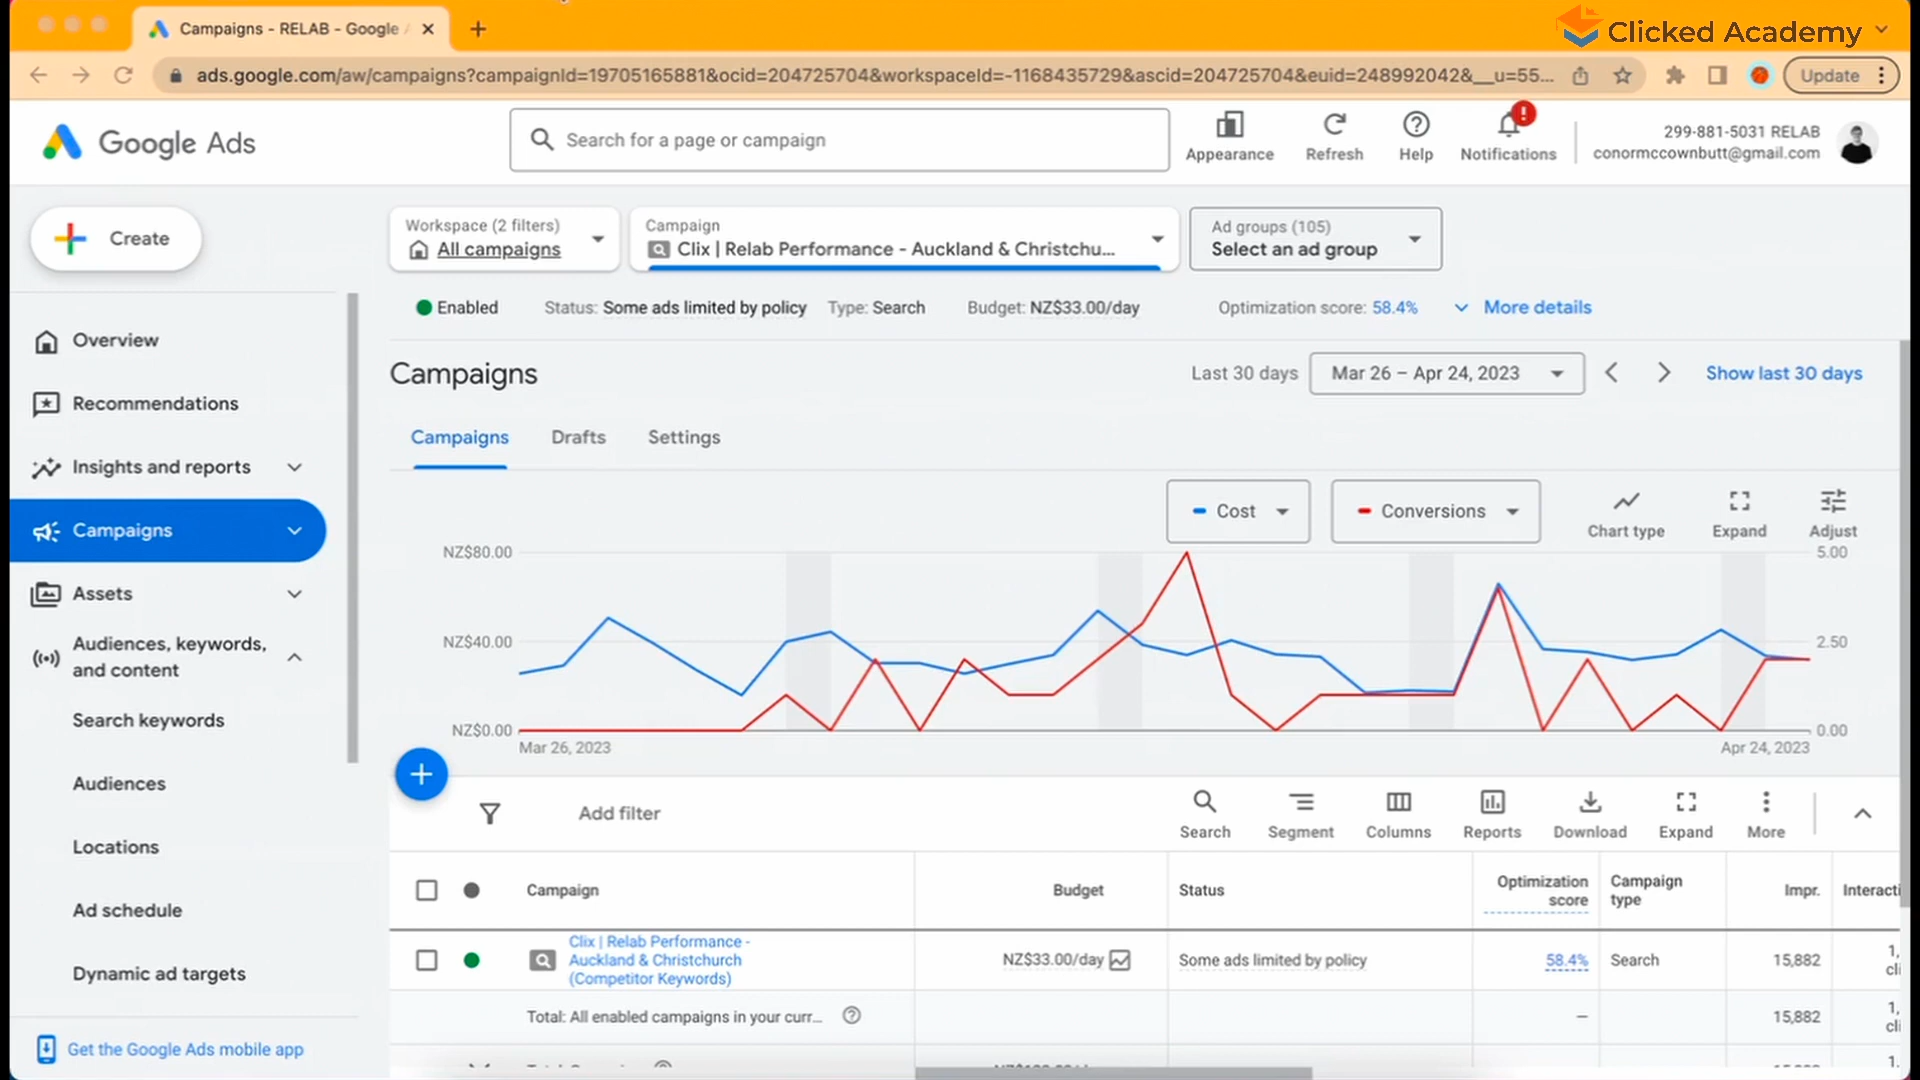 Campaigns - RELAB - Google A
Clicked Academy
ads.google.com/aw/campaigns?campaignId=19705165881&ocid=204725704&workspaceId=-1168435729&ascid=204725704&euid=248992042&__u=55...
Update
Google Ads
Search for a page or campaign
Appearance
Refresh
Help
Notifications
299-881-5031 RELAB
conormccownbutt@gmail.com
Create
Workspace (2 filters)
All campaigns
Campaign
Clix | Relab Performance - Auckland & Christchu...
Ad groups (105)
Select an ad group
Enabled
Status: Some ads limited by policy
Type: Search
Budget: NZ$33.00/day
Optimization score: 58.4%
More details
Overview
Recommendations
Insights and reports
Campaigns
Assets
Audiences, keywords,
and content
Search keywords
Audiences
Locations
Ad schedule
Dynamic ad targets
Get the Google Ads mobile app
Campaigns
Last 30 days
Mar 26 – Apr 24, 2023
Show last 30 days
Campaigns
Drafts
Settings
Cost
Conversions
Chart type
Expand
Adjust
NZ$80.00
5.00
NZ$40.00
2.50
NZ$0.00
0.00
Mar 26, 2023
Apr 24, 2023
Add filter
Search
Segment
Columns
Reports
Download
Expand
More
Campaign
Budget
Status
Optimization
score
Campaign
type
Impr.
Interacti
Clix | Relab Performance -
Auckland & Christchurch
(Competitor Keywords)
NZ$33.00/day
Some ads limited by policy
58.4%
Search
15,882
1,
cli
Total: All enabled campaigns in your curr...
–
15,882
1,
cli